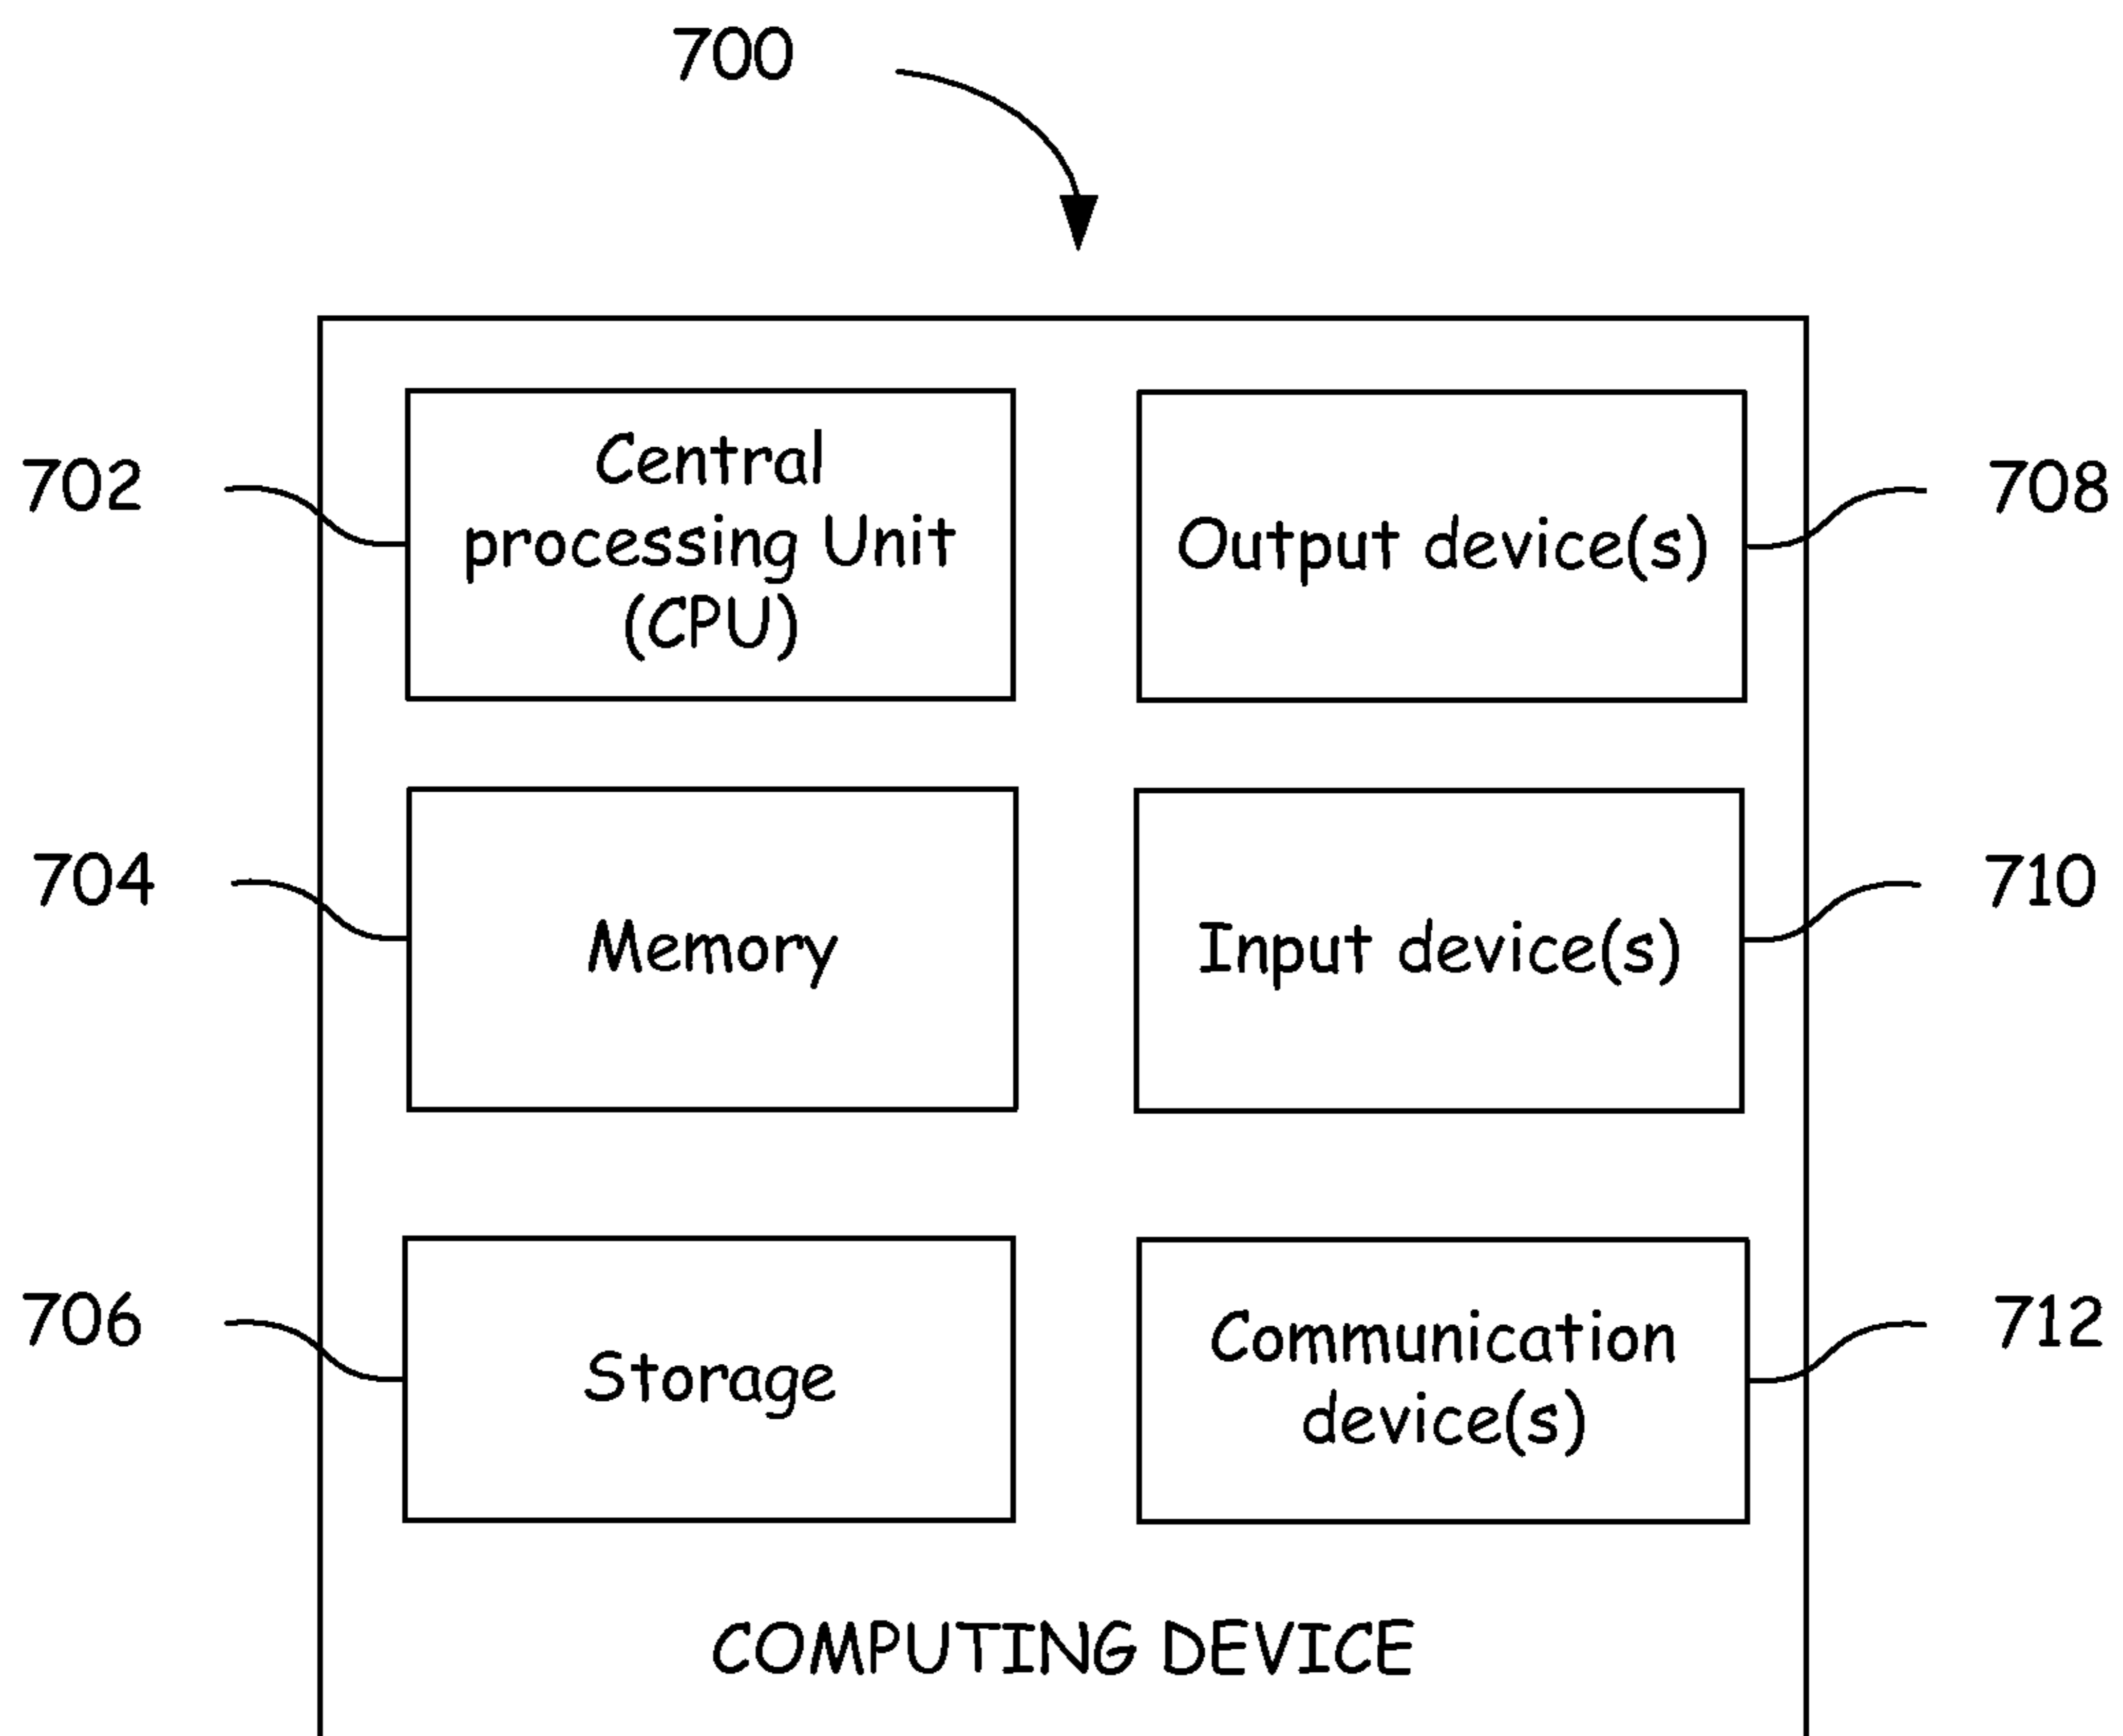 700
702
Central
processing Unit
(CPU)
Output device(s)
708
704
Memory
Input device(s)
710
706
Storage
Communication
device(s)
712
COMPUTING DEVICE